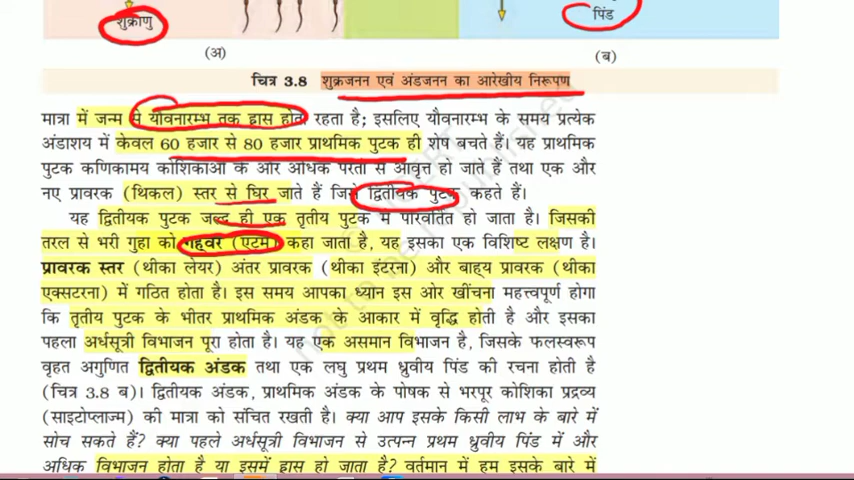 शुक्राणु
पिंड
(अ)
(ब)
चित्र 3.8 शुक्रजनन एवं अंडजनन का आरेखीय निरूपण
मात्रा में जन्म से यौवनारम्भ तक ह्रास होता रहता है; इसलिए यौवनारम्भ के समय प्रत्येक
अंडाशय में केवल 60 हजार से 80 हजार प्राथमिक पुटक ही शेष बचते हैं। यह प्राथमिक
पुटक कणिकामय कोशिकाओं के और अधिक परतों से आवृत्त हो जाते हैं तथा एक और
नए प्रावरक (थिकल) स्तर से घिर जाते हैं जिसे द्वितीयक पुटक कहते हैं।
यह द्वितीयक पुटक जल्द ही एक तृतीय पुटक में परिवर्तित हो जाता है। जिसकी
तरल से भरी गुहा को गह्वर (एंट्रम) कहा जाता है, यह इसका एक विशिष्ट लक्षण है।
प्रावरक स्तर (थीका लेयर) अंतर प्रावरक (थीका इंटरना) और बाह्य प्रावरक (थीका
एक्सटरना) में गठित होता है। इस समय आपका ध्यान इस ओर खींचना महत्त्वपूर्ण होगा
कि तृतीय पुटक के भीतर प्राथमिक अंडक के आकार में वृद्धि होती है और इसका
पहला अर्धसूत्री विभाजन पूरा होता है। यह एक असमान विभाजन है, जिसके फलस्वरूप
वृहत अगुणित द्वितीयक अंडक तथा एक लघु प्रथम ध्रुवीय पिंड की रचना होती है
(चित्र 3.8 ब)। द्वितीयक अंडक, प्राथमिक अंडक के पोषक से भरपूर कोशिका प्रद्रव्य
(साइटोप्लाज्म) की मात्रा को संचित रखती है। क्या आप इसके किसी लाभ के बारे में
सोच सकते हैं? क्या पहले अर्धसूत्री विभाजन से उत्पन्न प्रथम ध्रुवीय पिंड में और
अधिक विभाजन होता है या इसमें ह्रास हो जाता है? वर्तमान में हम इसके बारे में